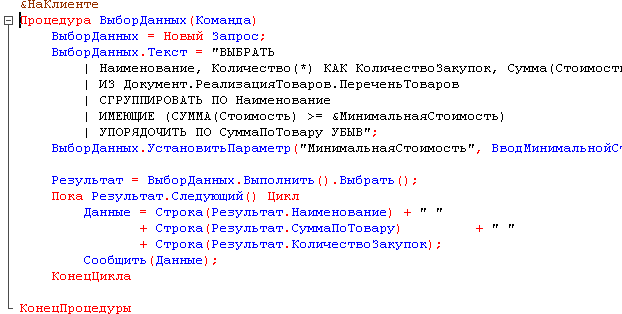 &НаКлиенте
Процедура ВыборДанных(Команда)
ВыборДанных = Новый Запрос;
ВыборДанных.Текст = "ВЫБРАТЬ
| Наименование, Количество(*) КАК КоличествоЗакупок, Сумма(Стоимост
| ИЗ Документ.РеализацияТоваров.ПереченьТоваров
| СГРУППИРОВАТЬ ПО Наименование
| ИМЕЮЩИЕ (СУММА(Стоимость) >= &МинимальнаяСтоимость)
| УПОРЯДОЧИТЬ ПО СуммаПоТовару УБЫВ";
ВыборДанных.УстановитьПараметр("МинимальнаяСтоимость", ВводМинимальнойСт
Результат = ВыборДанных.Выполнить().Выбрать();
Пока Результат.Следующий() Цикл
Данные = Строка(Результат.Наименование) + " "
+ Строка(Результат.СуммаПоТовару) + " "
+ Строка(Результат.КоличествоЗакупок);
Сообщить(Данные);
КонецЦикла
КонецПроцедуры